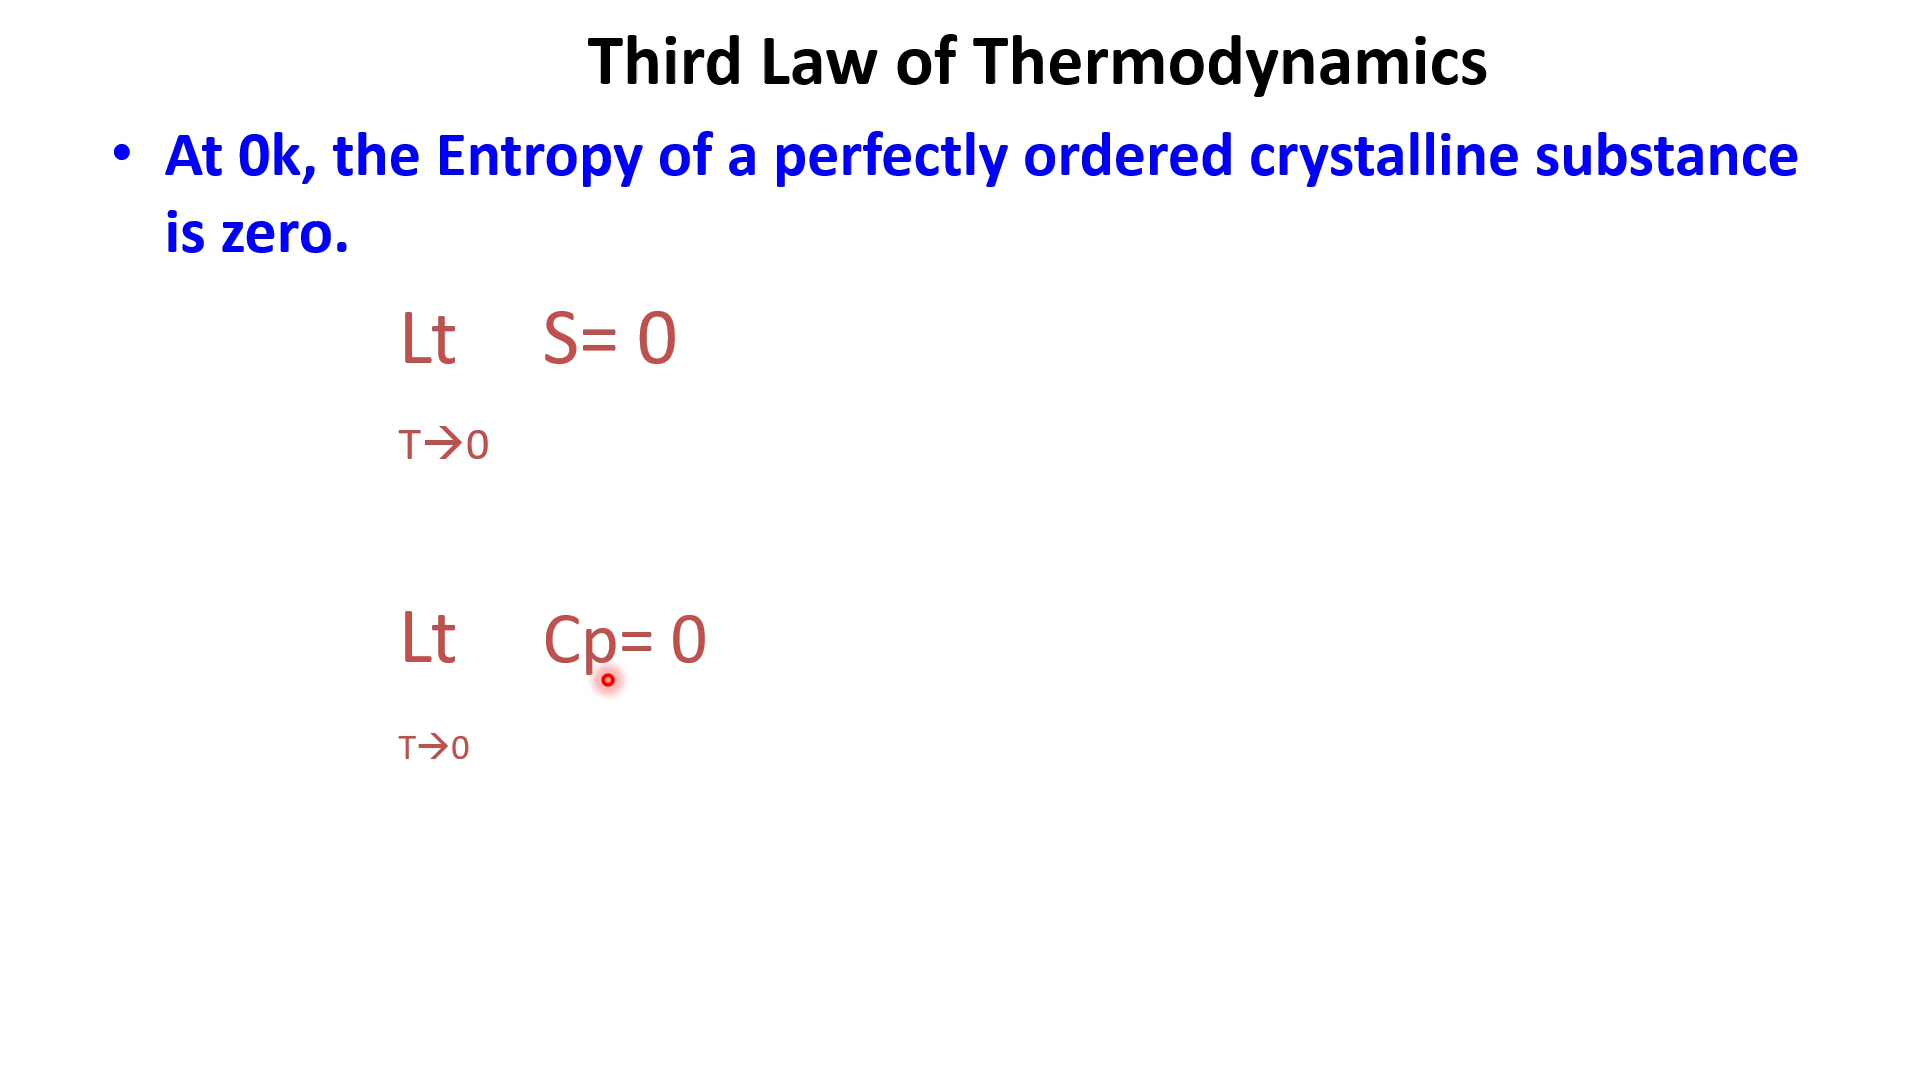 Third Law of Thermodynamics
• At 0k, the Entropy of a perfectly ordered crystalline substance
is zero.
Lt S= 0
T→0
Lt Cp= 0
T→0